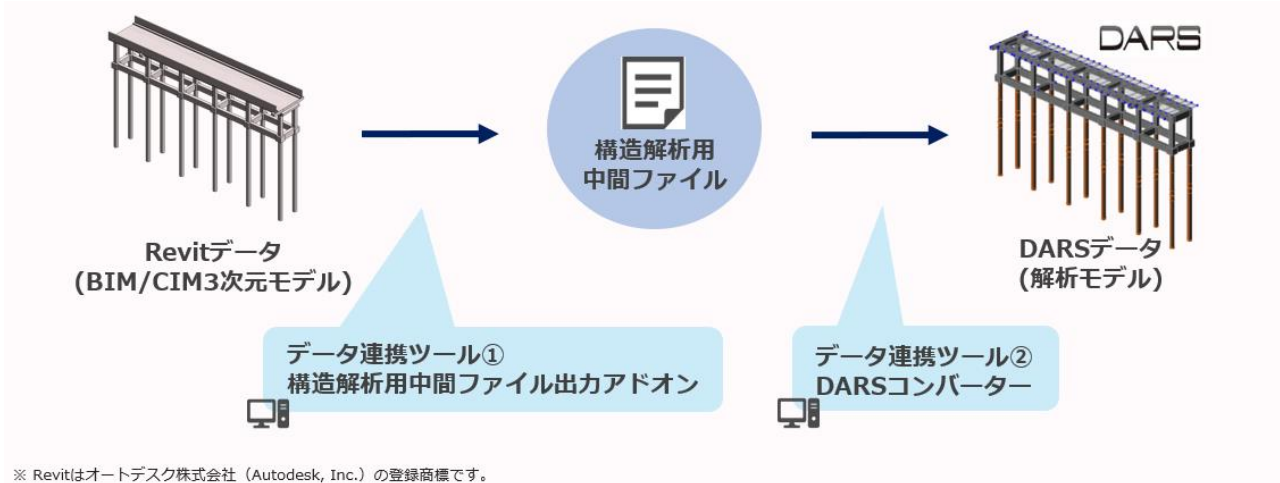 DARS
構造解析用
中間ファイル
Revitデータ
(BIM/CIM3次元モデル)
DARSデータ
(解析モデル)
データ連携ツール①
構造解析用中間ファイル出力アドオン
データ連携ツール②
DARSコンバーター
※ Revitはオートデスク株式会社（Autodesk, Inc.）の登録商標です。